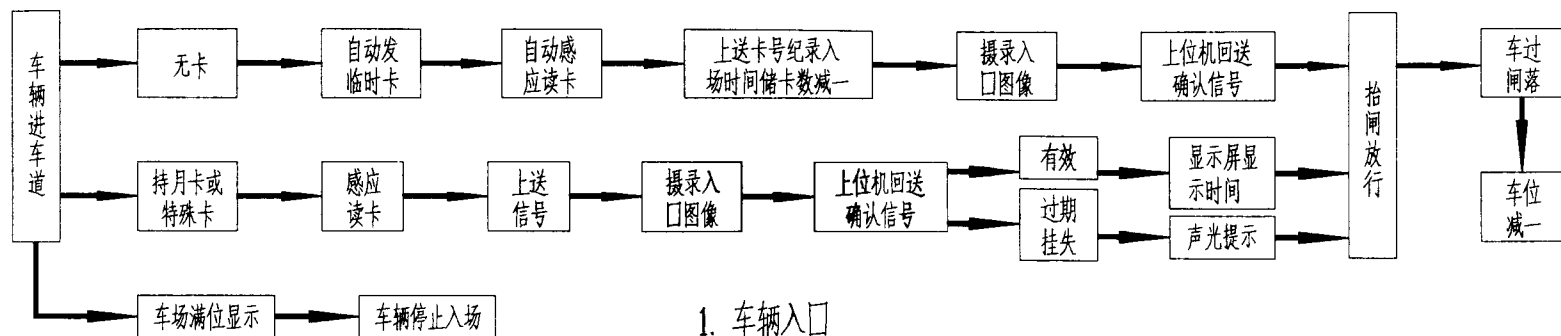 车辆进车道
无卡
自动发
临时卡
自动感
应读卡
上送卡号纪录入
场时间储卡数减一
摄录入
口图像
上位机回送
确认信号
抬闸放行
车过
闸落
车位
减一
持月卡或
特殊卡
感应
读卡
上送
信号
摄录入
口图像
上位机回送
确认信号
有效
显示屏显
示时间
过期
挂失
声光提示
车场满位显示
车辆停止入场
1. 车辆入口